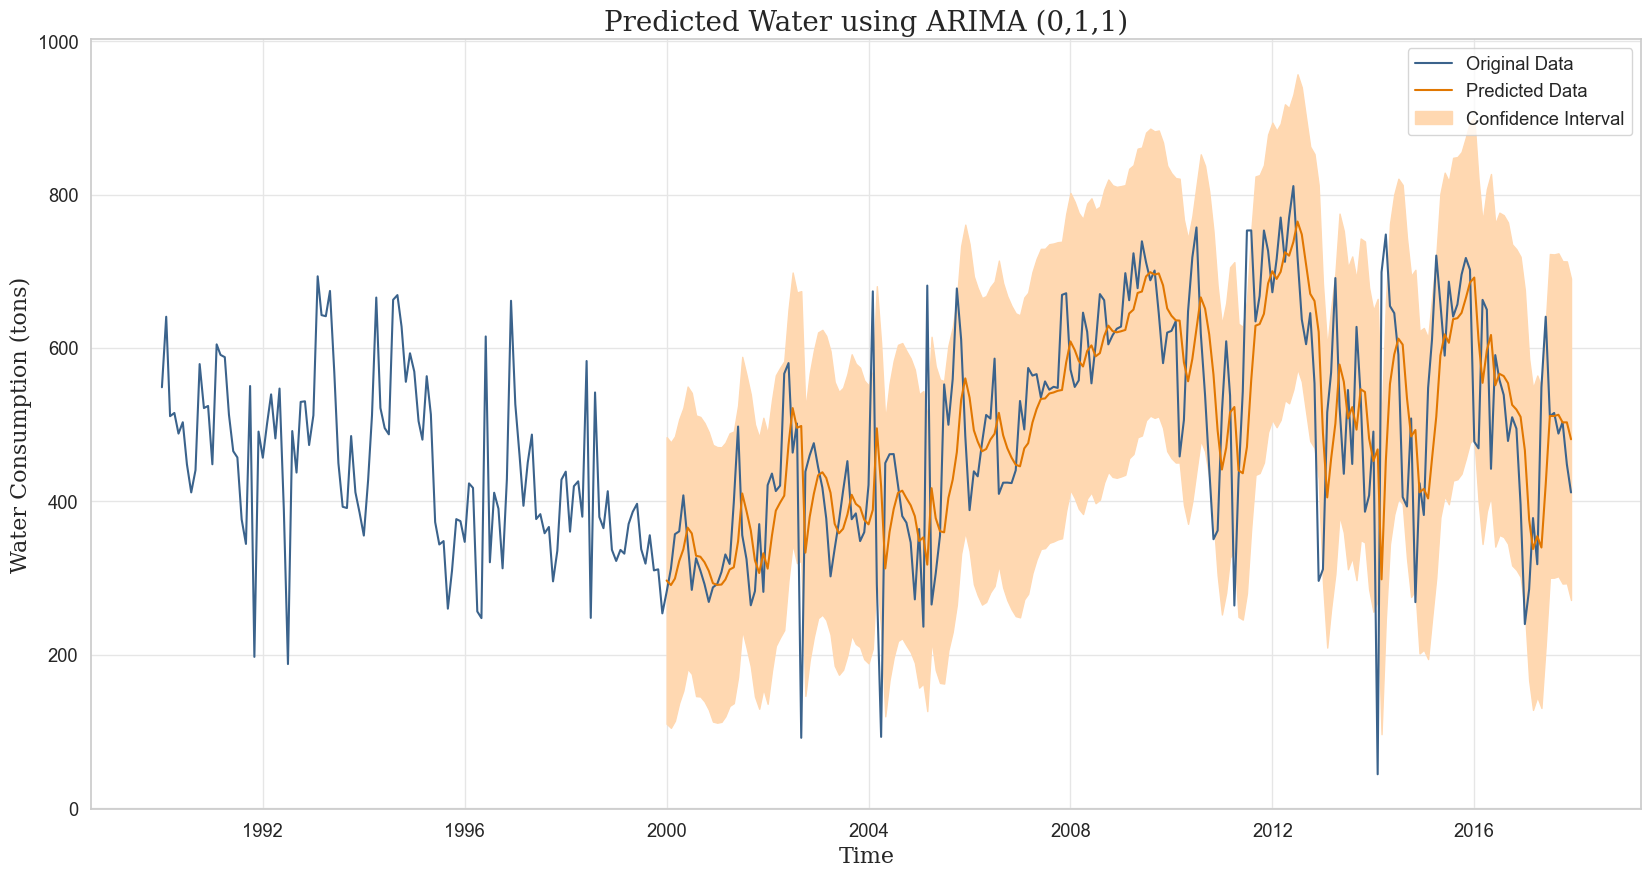 Predicted Water using ARIMA (0,1,1)
Original Data
Predicted Data
Confidence Interval
Water Consumption (tons)
1000
800
600
400
200
0
1992 1996 2000 2004 2008 2012 2016
Time